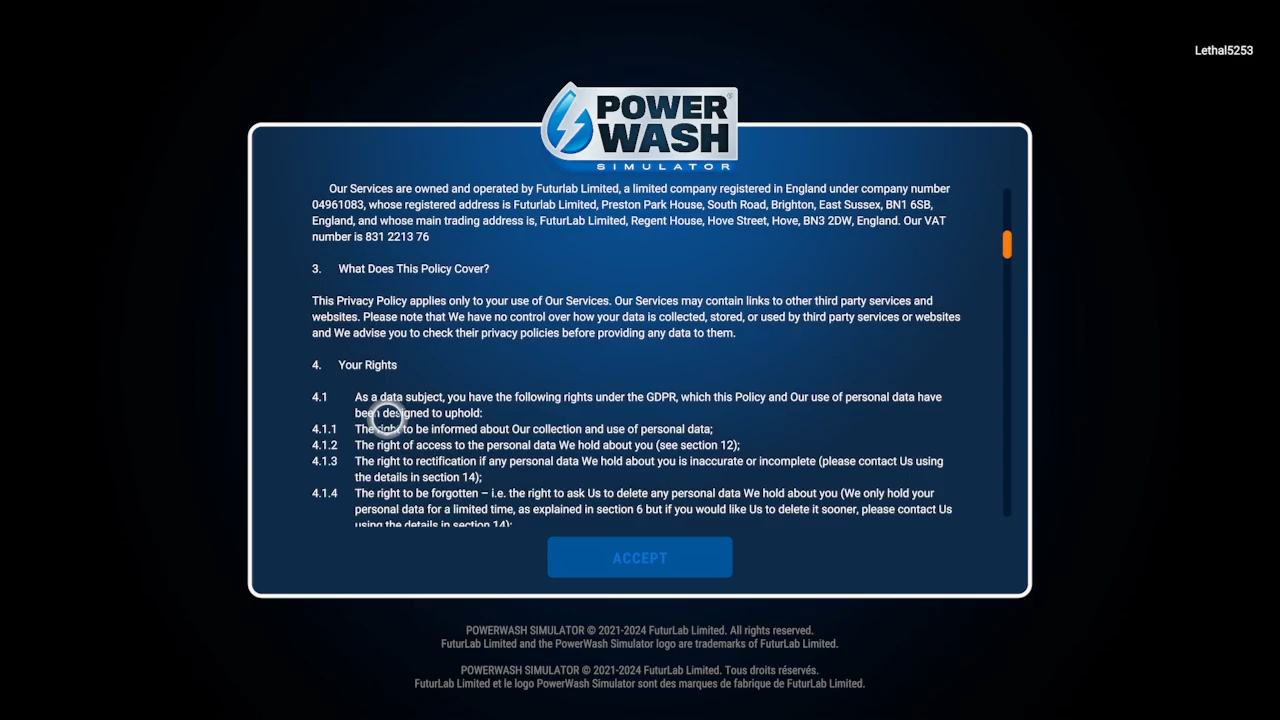 Lethal5253
POWER
WASH
SIMULATOR
Our Services are owned and operated by Futurlab Limited, a limited company registered in England under company number
04961083, whose registered address is Futurlab Limited, Preston Park House, South Road, Brighton, East Sussex, BN1 6SB,
England, and whose main trading address is, FuturLab Limited, Regent House, Hove Street, Hove, BN3 2DW, England. Our VAT
number is 831 2213 76
3. What Does This Policy Cover?
This Privacy Policy applies only to your use of Our Services. Our Services may contain links to other third party services and
websites. Please note that We have no control over how your data is collected, stored, or used by third party services or websites
and We advise you to check their privacy policies before providing any data to them.
4. Your Rights
4.1 As a data subject, you have the following rights under the GDPR, which this Policy and Our use of personal data have
been designed to uphold:
4.1.1 The right to be informed about Our collection and use of personal data;
4.1.2 The right of access to the personal data We hold about you (see section 12);
4.1.3 The right to rectification if any personal data We hold about you is inaccurate or incomplete (please contact Us using
the details in section 14);
4.1.4 The right to be forgotten – i.e. the right to ask Us to delete any personal data We hold about you (We only hold your
personal data for a limited time, as explained in section 6 but if you would like Us to delete it sooner, please contact Us
using the details in section 14);
ACCEPT
POWERWASH SIMULATOR © 2021-2024 FuturLab Limited. All rights reserved.
FuturLab Limited and the PowerWash Simulator logo are trademarks of FuturLab Limited.
POWERWASH SIMULATOR © 2021-2024 FuturLab Limited. Tous droits réservés.
FuturLab Limited et le logo PowerWash Simulator sont des marques de fabrique de FuturLab Limited.